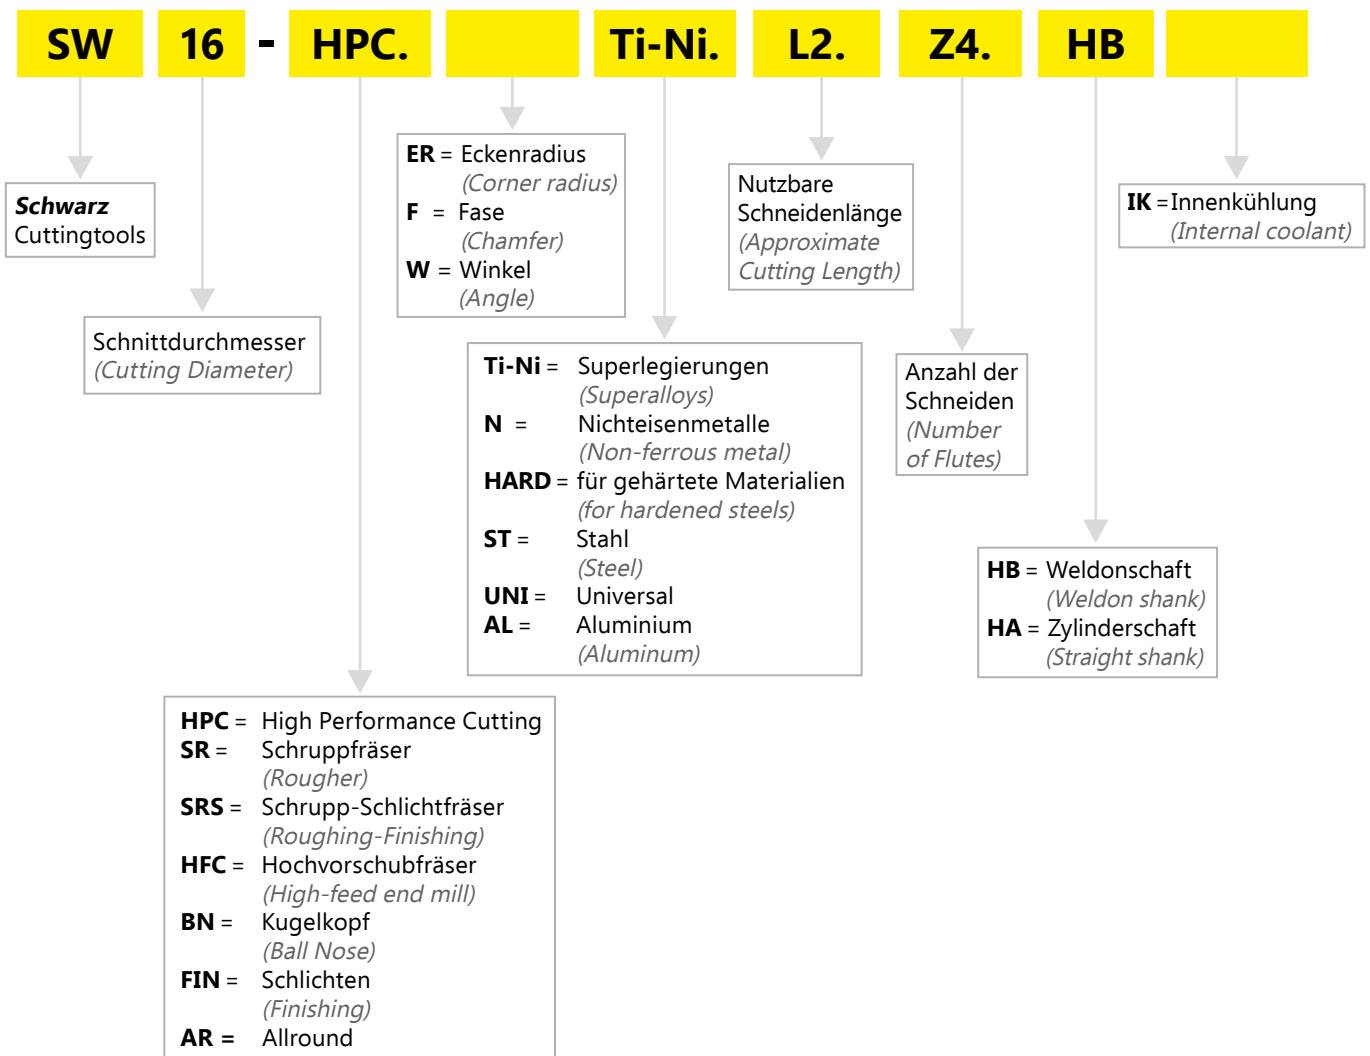 SW 16 - HPC. Ti-Ni. L2. Z4. HB
Schwarz
Cuttingtools
Schnittdurchmesser
(Cutting Diameter)
ER = Eckenradius
(Corner radius)
F = Fase
(Chamfer)
W = Winkel
(Angle)
Nutzbare
Schneidenlänge
(Approximate
Cutting Length)
IK =Innenkühlung
(Internal coolant)
Ti-Ni = Superlegierungen
(Superalloys)
N = Nichteisenmetalle
(Non-ferrous metal)
HARD = für gehärtete Materialien
(for hardened steels)
ST = Stahl
(Steel)
UNI = Universal
AL = Aluminium
(Aluminum)
Anzahl der
Schneiden
(Number
of Flutes)
HB = Weldonschaft
(Weldon shank)
HA = Zylinderschaft
(Straight shank)
HPC = High Performance Cutting
SR = Schruppfräser
(Rougher)
SRS = Schrupp-Schlichtfräser
(Roughing-Finishing)
HFC = Hochvorschubfräser
(High-feed end mill)
BN = Kugelkopf
(Ball Nose)
FIN = Schlichten
(Finishing)
AR = Allround